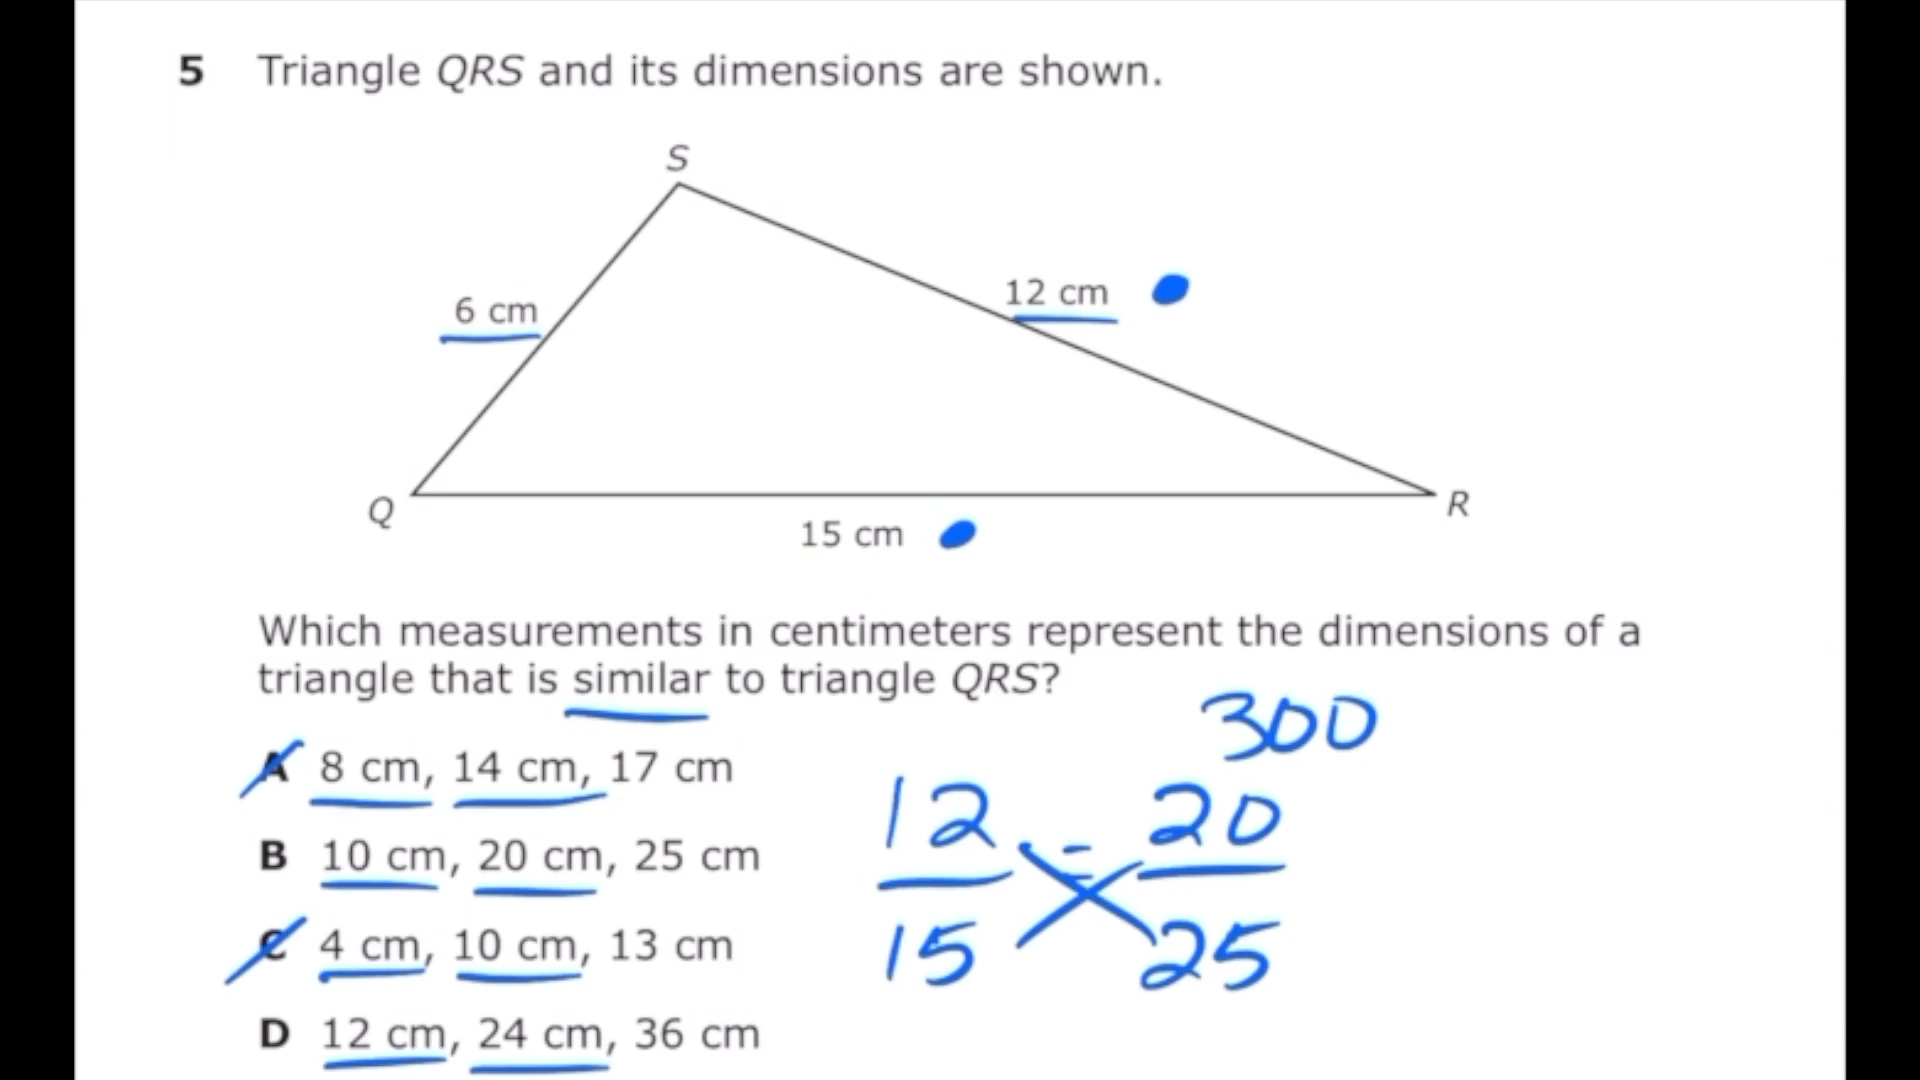 5 Triangle QRS and its dimensions are shown.
S
6 cm
12 cm
Q
R
15 cm
Which measurements in centimeters represent the dimensions of a
triangle that is similar to triangle QRS?
300
A 8 cm, 14 cm, 17 cm
12/15 = 20/25
B 10 cm, 20 cm, 25 cm
C 4 cm, 10 cm, 13 cm
D 12 cm, 24 cm, 36 cm